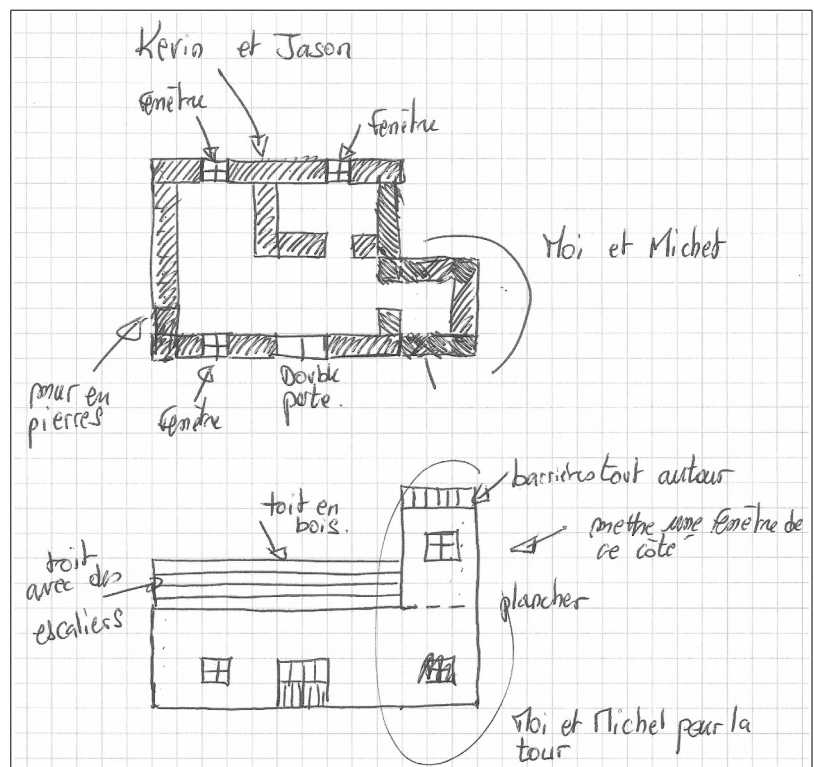 Kevin et Jason
Fenêtre
Fenêtre
Moi et Michel
mur en
pierres
Fenêtre
Double
porte.
barrières tout autour
toit en
bois.
mettre une fenêtre de
ce côté
toit
avec des
escaliers
plancher
Moi et Michel pour la
tour